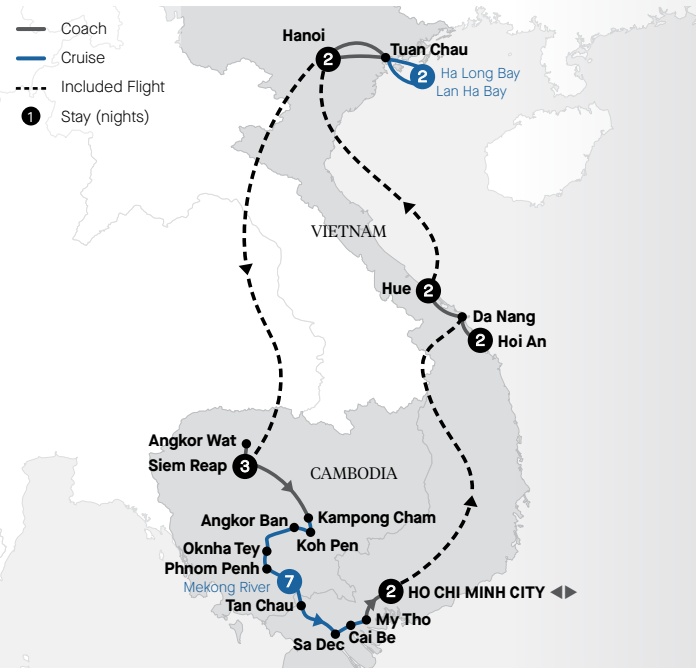 Coach
Cruise
Included Flight
1 Stay (nights)
Hanoi
2
Tuan Chau
2
Ha Long Bay
Lan Ha Bay
VIETNAM
Hue
2
Da Nang
2
Hoi An
Angkor Wat
Siem Reap
3
CAMBODIA
Angkor Ban
Kampong Cham
Koh Pen
Oknha Tey
Phnom Penh
Mekong River
7
2
HO CHI MINH CITY
Tan Chau
My Tho
Cai Be
Sa Dec